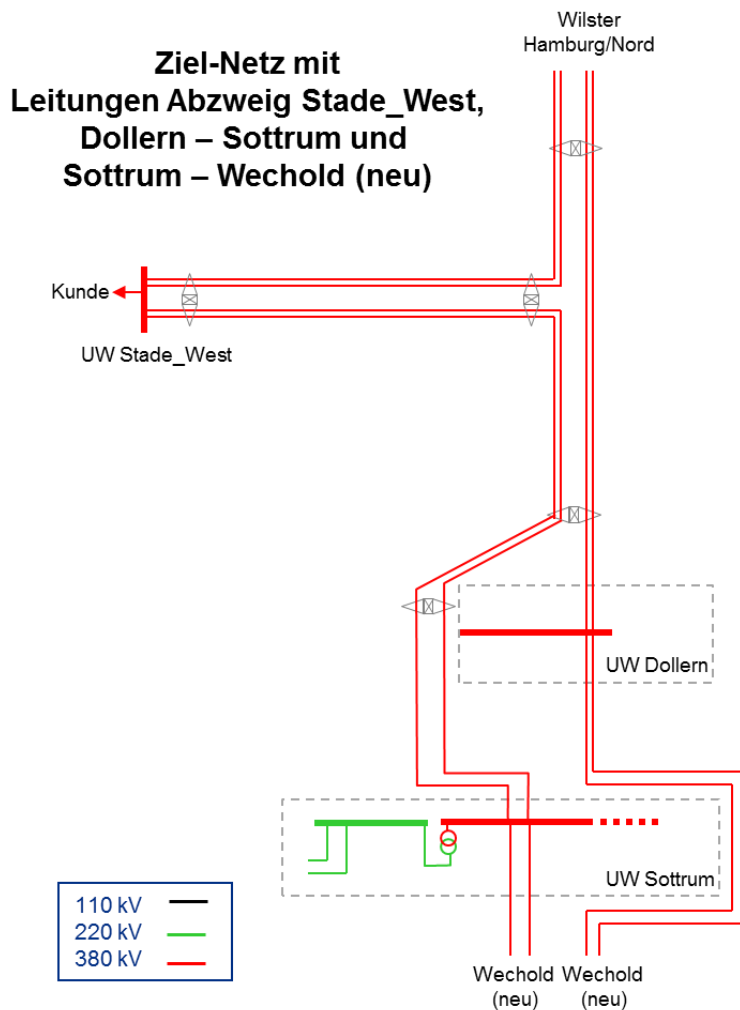 Wilster
Hamburg/Nord
Ziel-Netz mit
Leitungen Abzweig Stade_West,
Dollern – Sottrum und
Sottrum – Wechold (neu)
Kunde
UW Stade_West
UW Dollern
UW Sottrum
110 kV
220 kV
380 kV
Wechold
(neu)
Wechold
(neu)